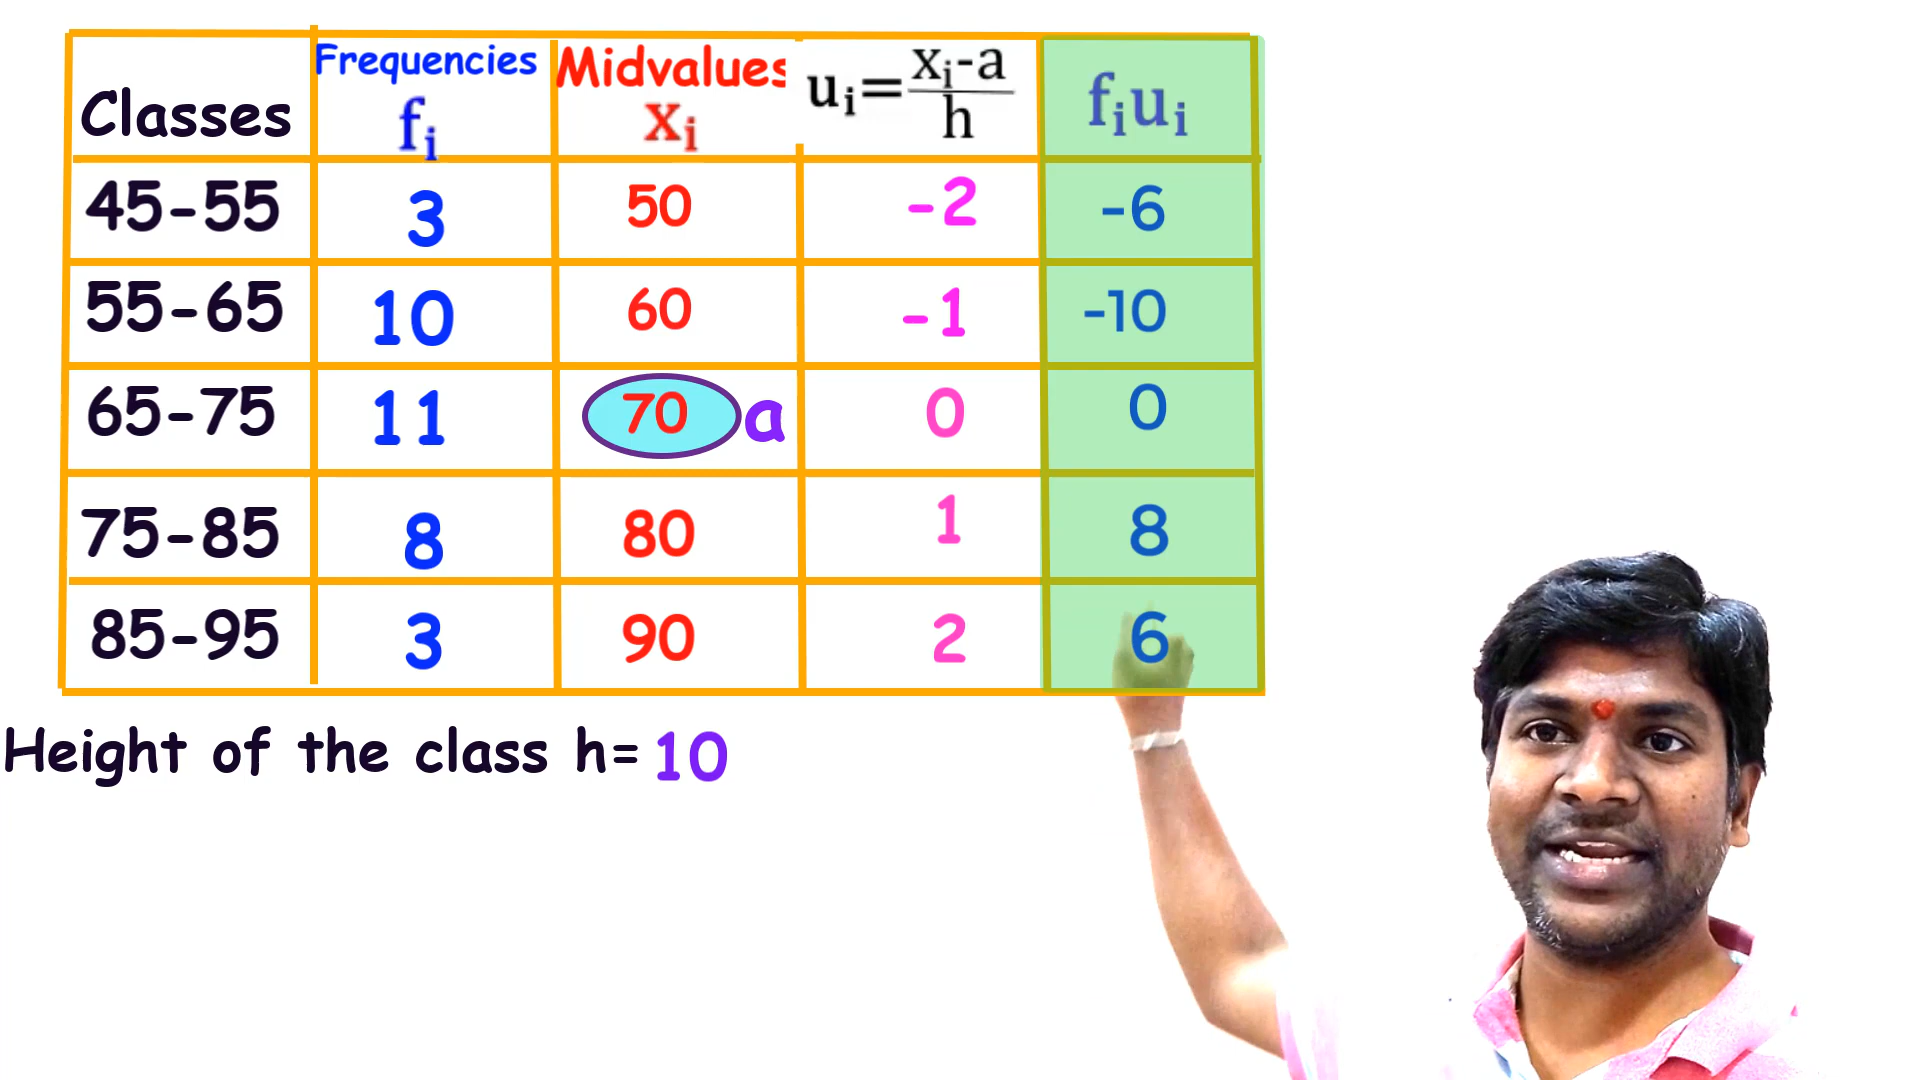 Classes Frequencies fᵢ Midvalues xᵢ uᵢ=xᵢ-a/h fᵢuᵢ
45-55 3 50 -2 -6
55-65 10 60 -1 -10
65-75 11 70 a 0 0
75-85 8 80 1 8
85-95 3 90 2 6
Height of the class h= 10